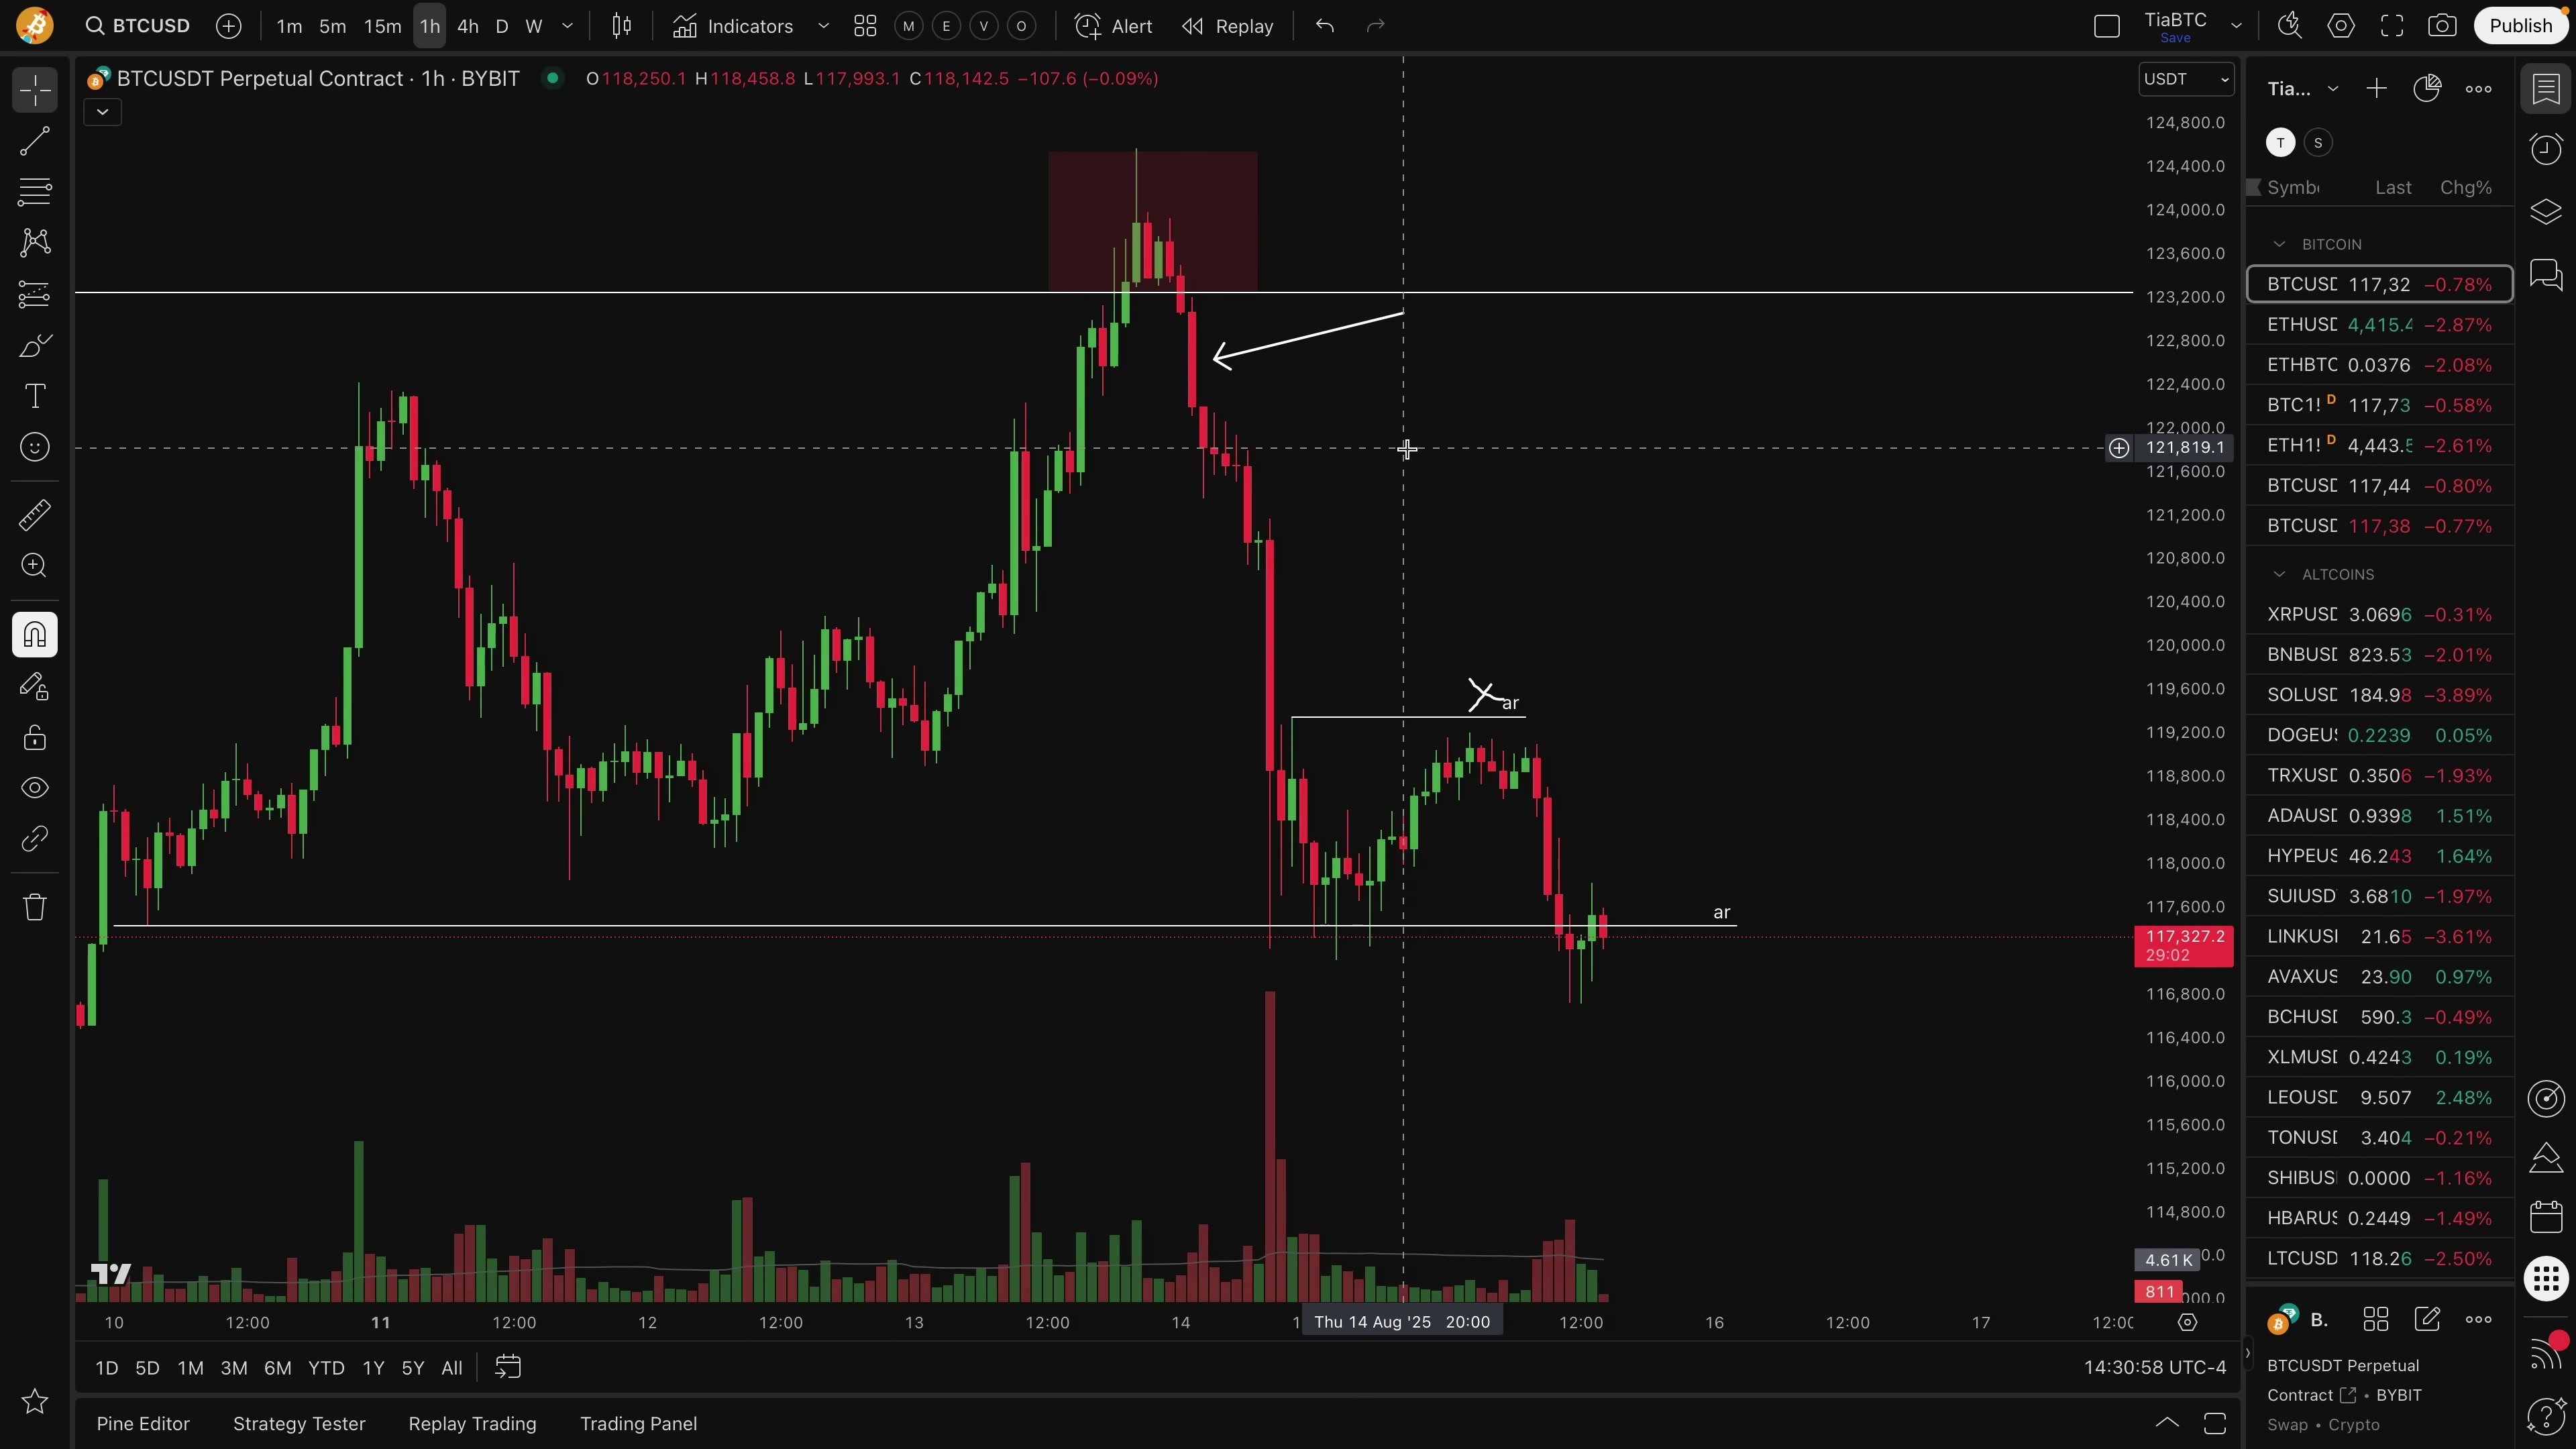 BTCUSD 1m 5m 15m 1h 4h D W Indicators M E V O Alert Replay TiaBTC Save Publish
BTCUSDT Perpetual Contract · 1h · BYBIT O118,250.1 H118,458.8 L117,993.1 C118,142.5 −107.6 (−0.09%)
USDT
124,800.0
124,400.0
124,000.0
123,600.0
123,200.0
122,800.0
122,400.0
122,000.0
121,819.1
121,600.0
121,200.0
120,800.0
120,400.0
120,000.0
119,600.0
ar
119,200.0
118,800.0
118,400.0
118,000.0
117,600.0
ar
117,327.2
29:02
116,800.0
116,400.0
116,000.0
115,600.0
115,200.0
114,800.0
4.61K
811
10 12:00 11 12:00 12 12:00 13 12:00 14 Thu 14 Aug '25 20:00 12:00 16 12:00 17 12:00
1D 5D 1M 3M 6M YTD 1Y 5Y All 14:30:58 UTC-4
Pine Editor Strategy Tester Replay Trading Trading Panel
Tia...
T S
Symb Last Chg%
BITCOIN
BTCUSD 117,32 −0.78%
ETHUSD 4,415.4 −2.87%
ETHBTC 0.0376 −2.08%
BTC1! D 117,73 −0.58%
ETH1! D 4,443.5 −2.61%
BTCUSD 117,44 −0.80%
BTCUSD 117,38 −0.77%
ALTCOINS
XRPUSD 3.0696 −0.31%
BNBUSD 823.53 −2.01%
SOLUSD 184.98 −3.89%
DOGEUS 0.2239 0.05%
TRXUSD 0.3506 −1.93%
ADAUSD 0.9398 1.51%
HYPEUS 46.243 1.64%
SUIUSD 3.6810 −1.97%
LINKUSD 21.65 −3.61%
AVAXUS 23.90 0.97%
BCHUSD 590.3 −0.49%
XLMUSD 0.4243 0.19%
LEOUSD 9.507 2.48%
TONUSD 3.404 −0.21%
SHIBUS 0.0000 −1.16%
HBARUS 0.2449 −1.49%
LTCUSD 118.26 −2.50%
B.
BTCUSDT Perpetual
Contract • BYBIT
Swap • Crypto